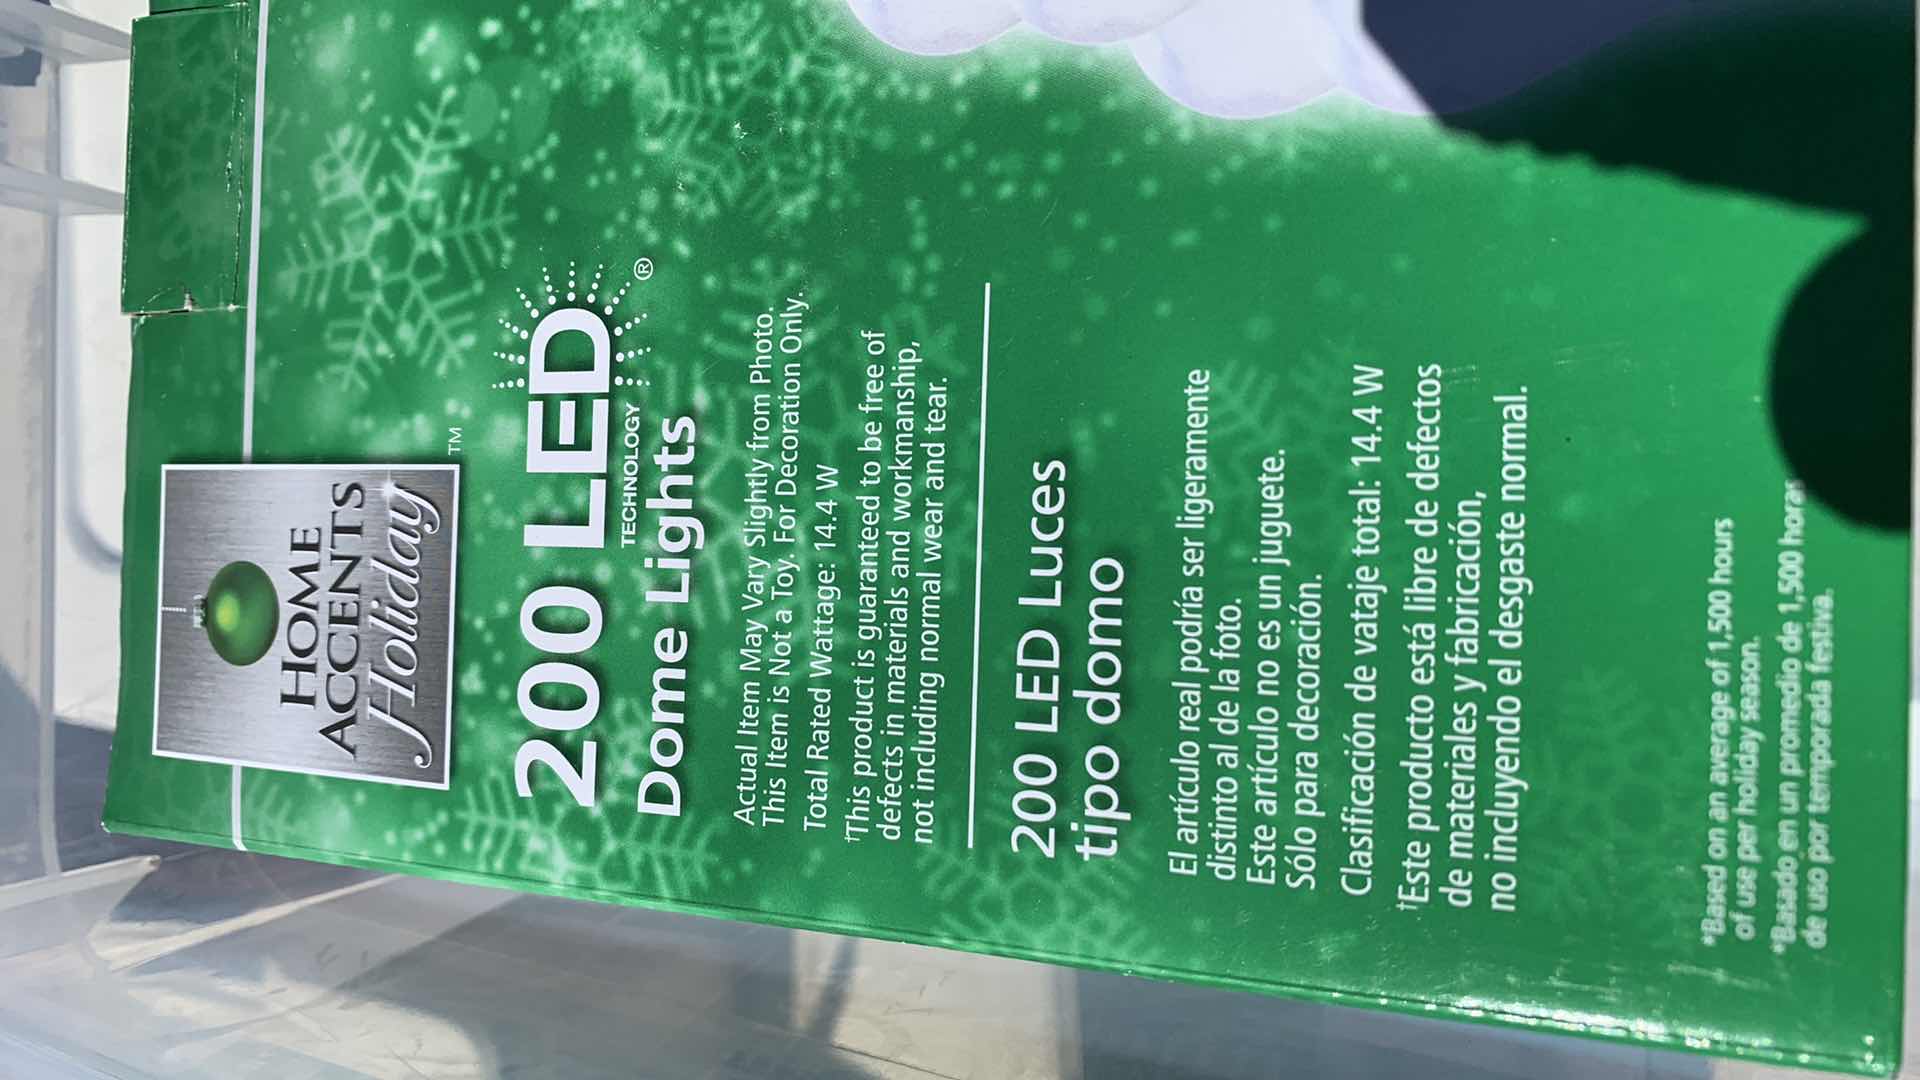 HOME
ACCENTS
Holiday
TM
200 LED
TECHNOLOGY
®
Dome Lights
Actual Item May Vary Slightly from Photo.
This Item is Not a Toy. For Decoration Only.
Total Rated Wattage: 14.4 W
†This product is guaranteed to be free of
defects in materials and workmanship,
not including normal wear and tear.
200 LED Luces
tipo domo
El artículo real podría ser ligeramente
distinto al de la foto.
Este artículo no es un juguete.
Sólo para decoración.
Clasificación de vataje total: 14.4 W
†Este producto está libre de defectos
de materiales y fabricación,
no incluyendo el desgaste normal.
*Based on an average of 1,500 hours
of use per holiday season.
*Basado en un promedio de 1,500 horas
de uso por temporada festiva.